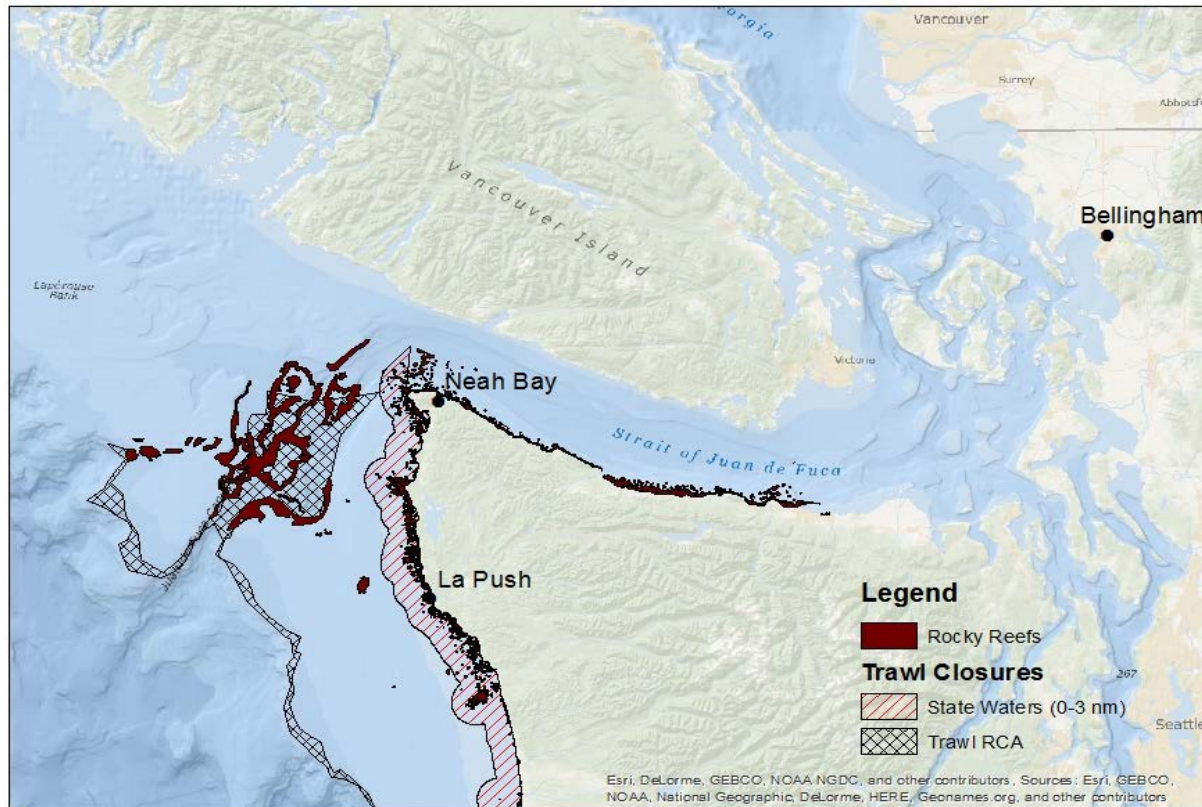 Georgia
Vancouver
Surrey
Vancouver Island
Bellingham
Victoria
Neah Bay
Strait of Juan de Fuca
La Push
Legend
Rocky Reefs
Trawl Closures
State Waters (0-3 nm)
Trawl RCA
267
Seattle
Esri, DeLorme, GEBCO, NOAA NGDC, and other contributors, Sources: Esri, GEBCO,
NOAA, National Geographic, DeLorme, HERE, Geonames.org, and other contributors